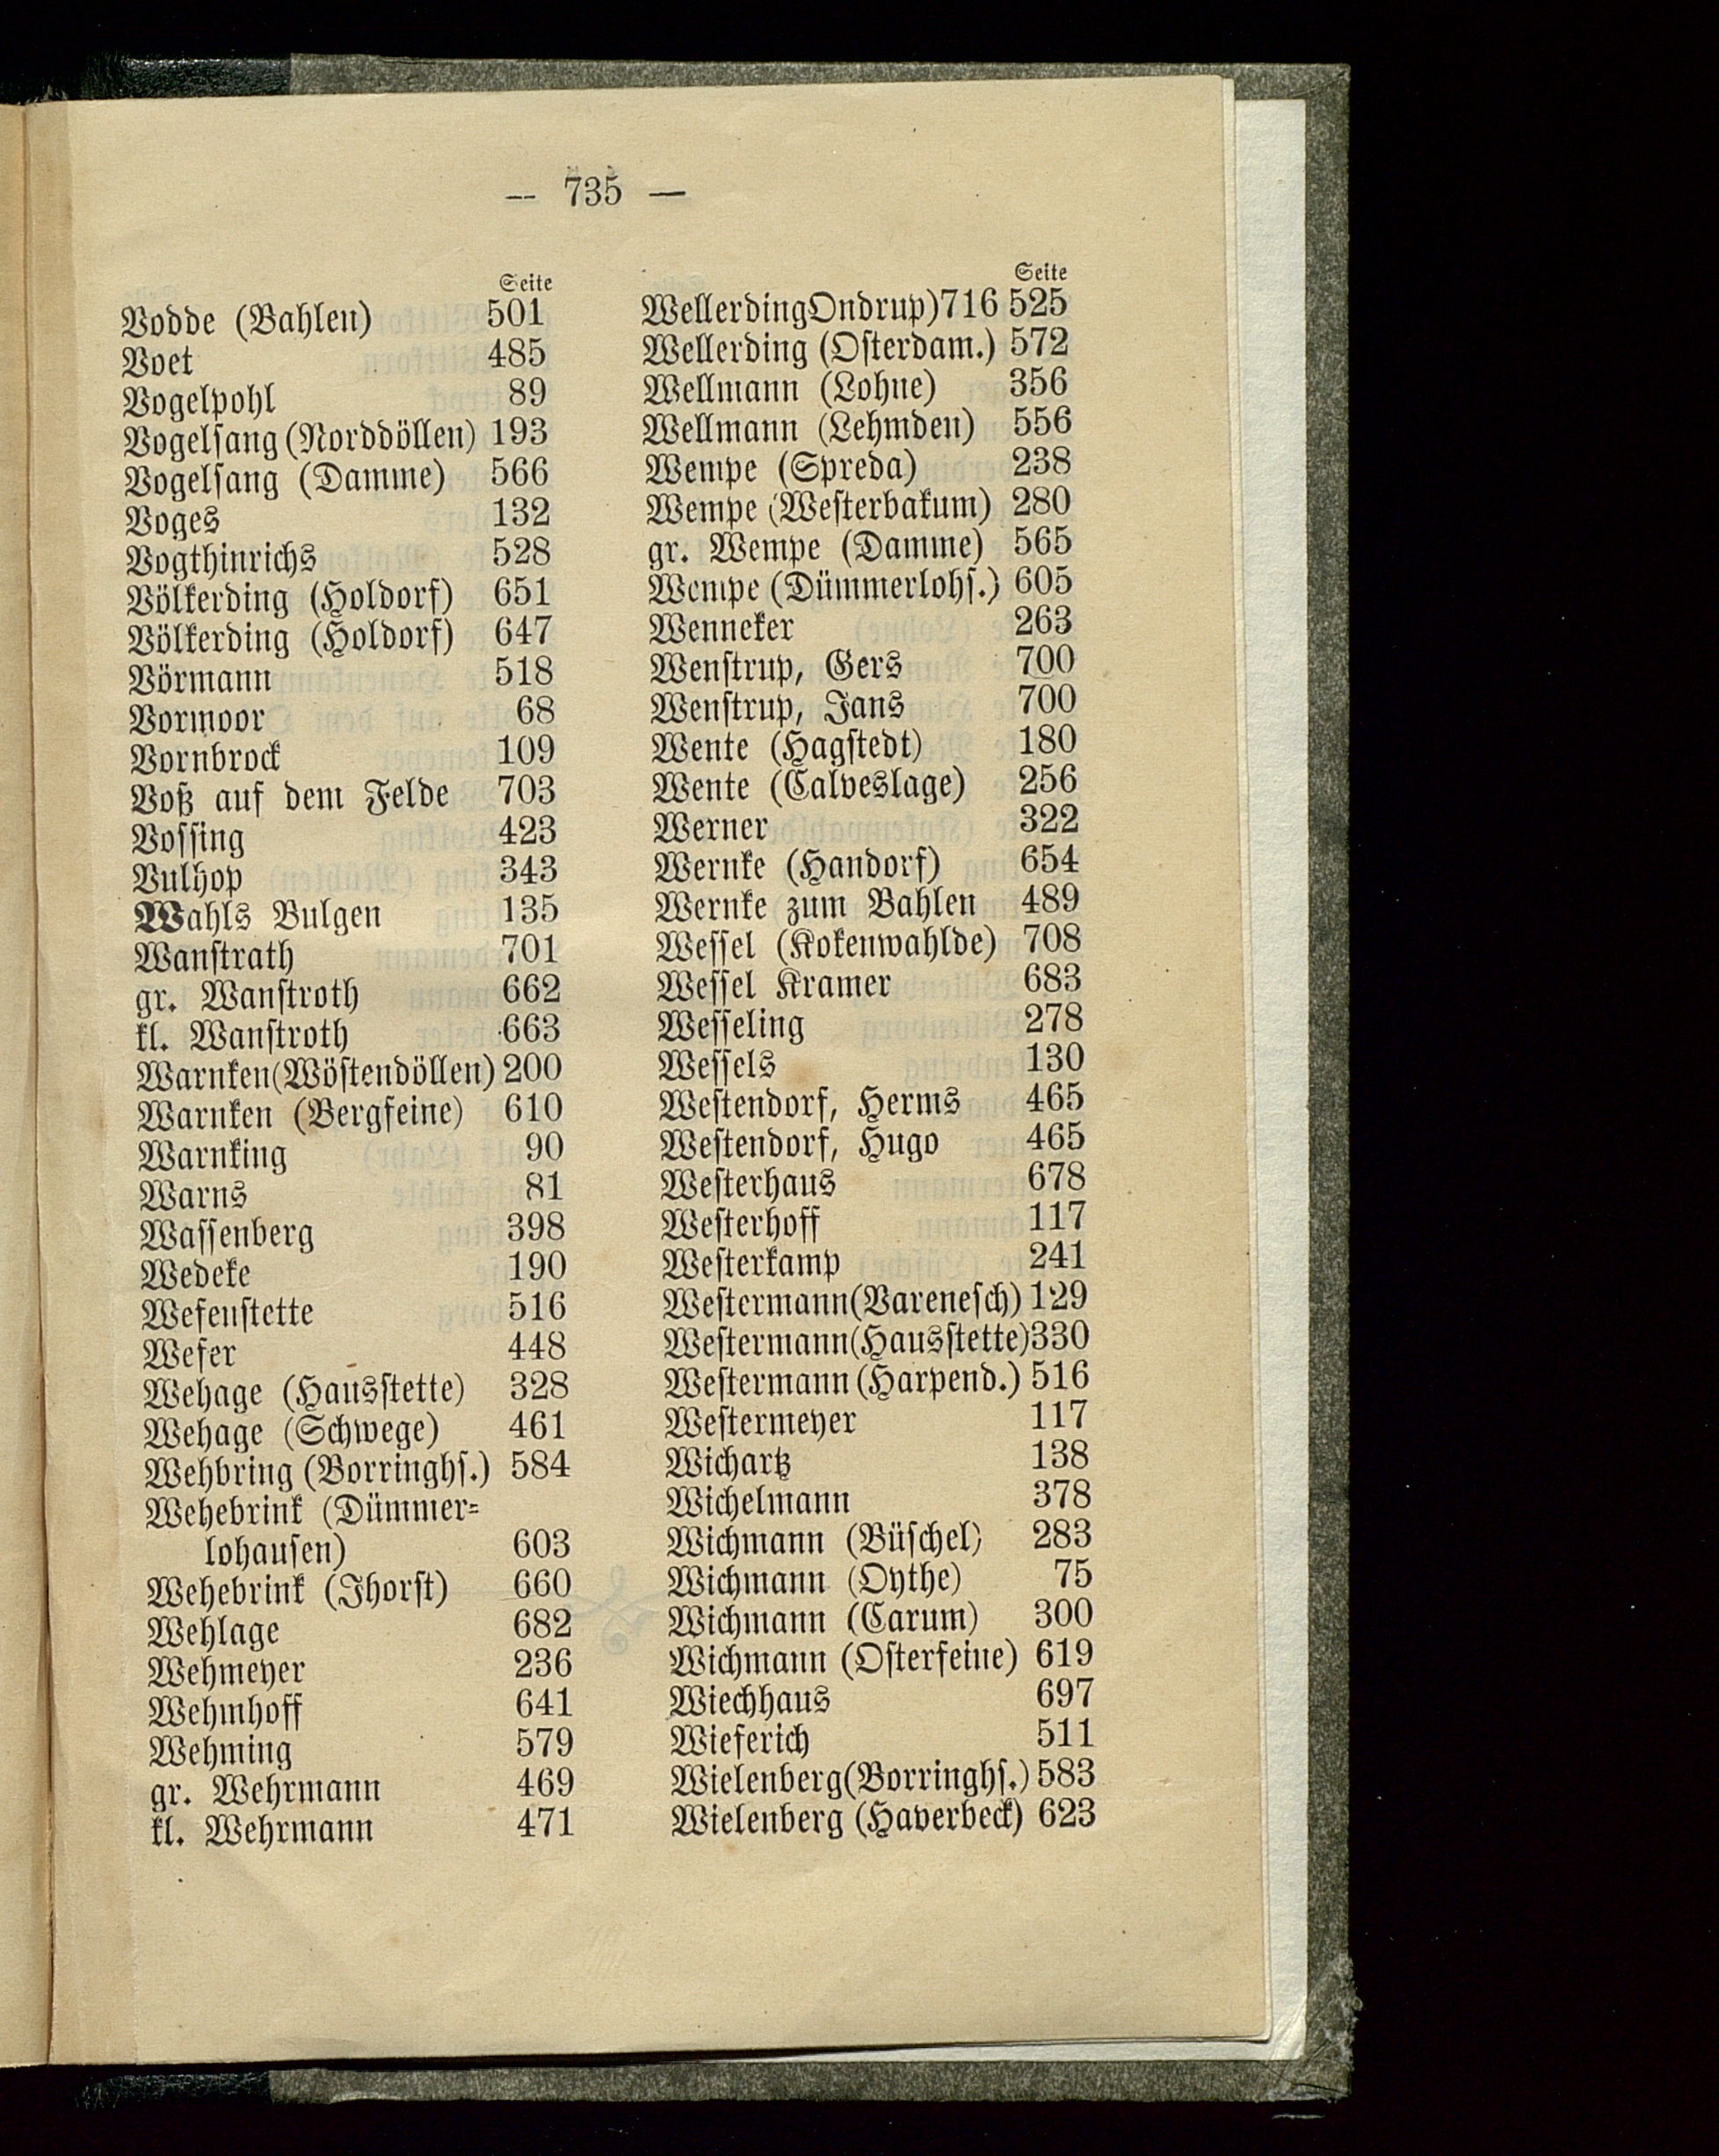 -- 735 —
Seite
Vodde (Bahlen) 501
Voet 485
Vogelpohl 89
Vogelsang (Norddöllen) 193
Vogelsang (Damme) 566
Voges 132
Vogthinrichs 528
Völkerding (Holdorf) 651
Völkerding (Holdorf) 647
Vörmann 518
Vormoor 68
Vornbrock 109
Voß auf dem Felde 703
Vossing 423
Vulhop 343
Wahls Bulgen 135
Wanstrath 701
gr. Wanstroth 662
kl. Wanstroth 663
Warnken(Wöstendöllen) 200
Warnken (Bergfeine) 610
Warnking 90
Warns 81
Wassenberg 398
Wedeke 190
Wefenstette 516
Wefer 448
Wehage (Hausstette) 328
Wehage (Schwege) 461
Wehbring (Borringhs.) 584
Wehebrink (Dümmer-
lohausen) 603
Wehebrink (Ihorst) 660
Wehlage 682
Wehmeyer 236
Wehmhoff 641
Wehming 579
gr. Wehrmann 469
kl. Wehrmann 471
Seite
WellerdingOndrup)716 525
Wellerding (Osterdam.) 572
Wellmann (Lohne) 356
Wellmann (Lehmden) 556
Wempe (Spreda) 238
Wempe (Westerbakum) 280
gr. Wempe (Damme) 565
Wempe (Dümmerlohs.) 605
Wenneker 263
Wenstrup, Gers 700
Wenstrup, Jans 700
Wente (Hagstedt) 180
Wente (Calveslage) 256
Werner 322
Wernke (Handorf) 654
Wernke zum Bahlen 489
Wessel (Kokenwahlde) 708
Wessel Kramer 683
Wesseling 278
Wessels 130
Westendorf, Herms 465
Westendorf, Hugo 465
Westerhaus 678
Westerhoff 117
Westerkamp 241
Westermann(Varenesch) 129
Westermann(Hausstette)330
Westermann (Harpend.) 516
Westermeyer 117
Wichartz 138
Wichelmann 378
Wichmann (Büschel) 283
Wichmann (Oythe) 75
Wichmann (Carum) 300
Wichmann (Osterfeine) 619
Wiechhaus 697
Wieferich 511
Wielenberg(Borringhs.) 583
Wielenberg (Haverbeck) 623